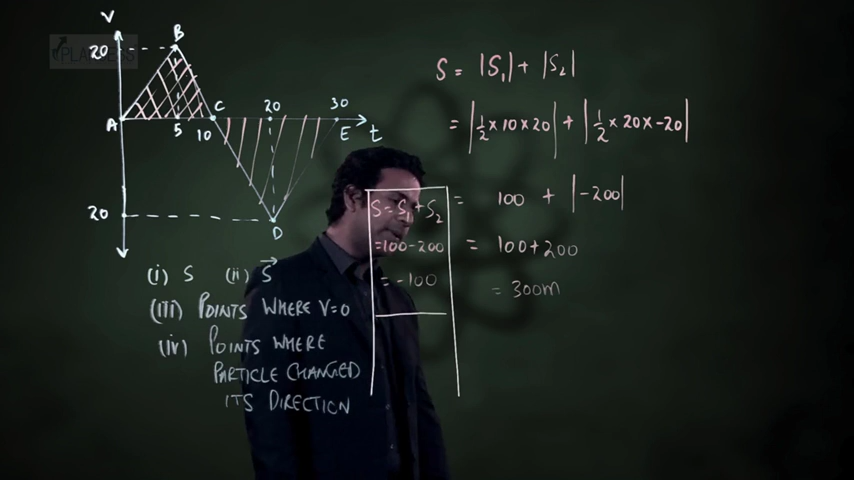 V
20
B
A
5
10
C
20
30
E
t
20
D
(i) S (ii) S⃗
(iii) POINTS WHERE V=0
(iv) POINTS WHERE
PARTICLE CHANGED
ITS DIRECTION
S = |S₁| + |S₂|
= |1/2 × 10 × 20| + |1/2 × 20 × -20|
= 100 + |-200|
= 100 + 200
= 300m
S = S₁ + S₂
= 100 - 200
= -100